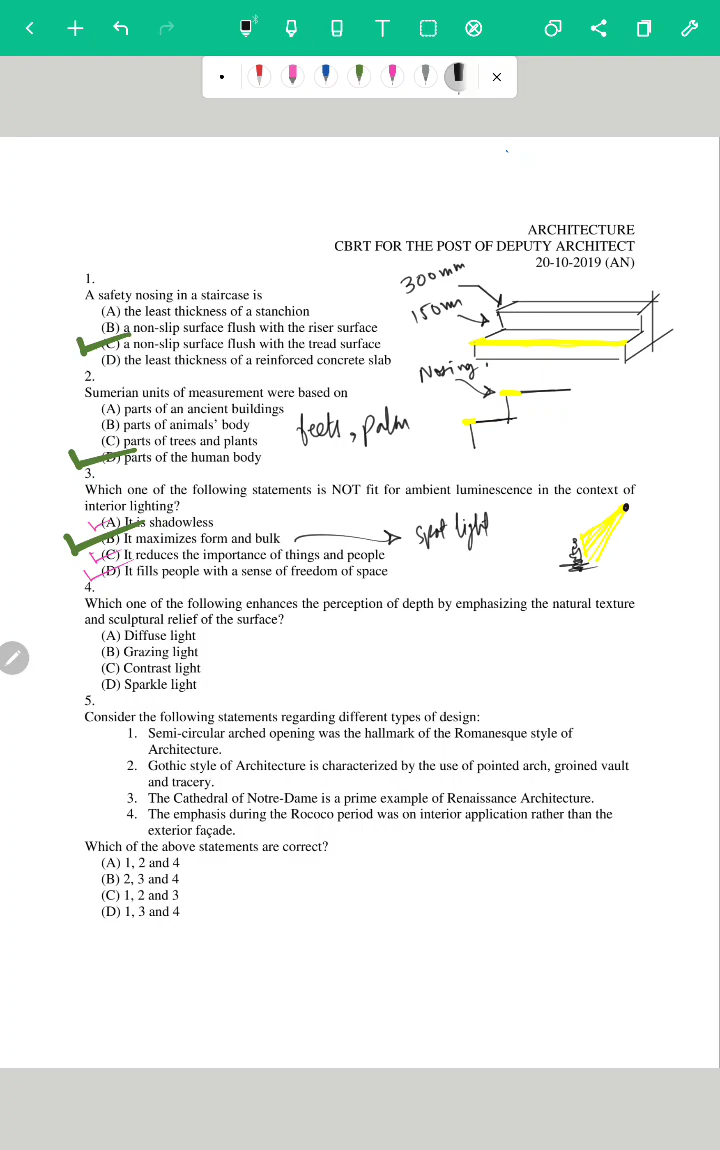 ARCHITECTURE
CBRT FOR THE POST OF DEPUTY ARCHITECT
20-10-2019 (AN)
300mm
1.
A safety nosing in a staircase is
150mm
(A) the least thickness of a stanchion
(B) a non-slip surface flush with the riser surface
(C) a non-slip surface flush with the tread surface
(D) the least thickness of a reinforced concrete slab
Nosing.
2.
Sumerian units of measurement were based on
(A) parts of an ancient buildings
(B) parts of animals' body
feets, palm
(C) parts of trees and plants
(D) parts of the human body
3.
Which one of the following statements is NOT fit for ambient luminescence in the context of
interior lighting?
(A) It is shadowless
(B) It maximizes form and bulk
spot light
(C) It reduces the importance of things and people
(D) It fills people with a sense of freedom of space
4.
Which one of the following enhances the perception of depth by emphasizing the natural texture
and sculptural relief of the surface?
(A) Diffuse light
(B) Grazing light
(C) Contrast light
(D) Sparkle light
5.
Consider the following statements regarding different types of design:
1. Semi-circular arched opening was the hallmark of the Romanesque style of
Architecture.
2. Gothic style of Architecture is characterized by the use of pointed arch, groined vault
and tracery.
3. The Cathedral of Notre-Dame is a prime example of Renaissance Architecture.
4. The emphasis during the Rococo period was on interior application rather than the
exterior façade.
Which of the above statements are correct?
(A) 1, 2 and 4
(B) 2, 3 and 4
(C) 1, 2 and 3
(D) 1, 3 and 4